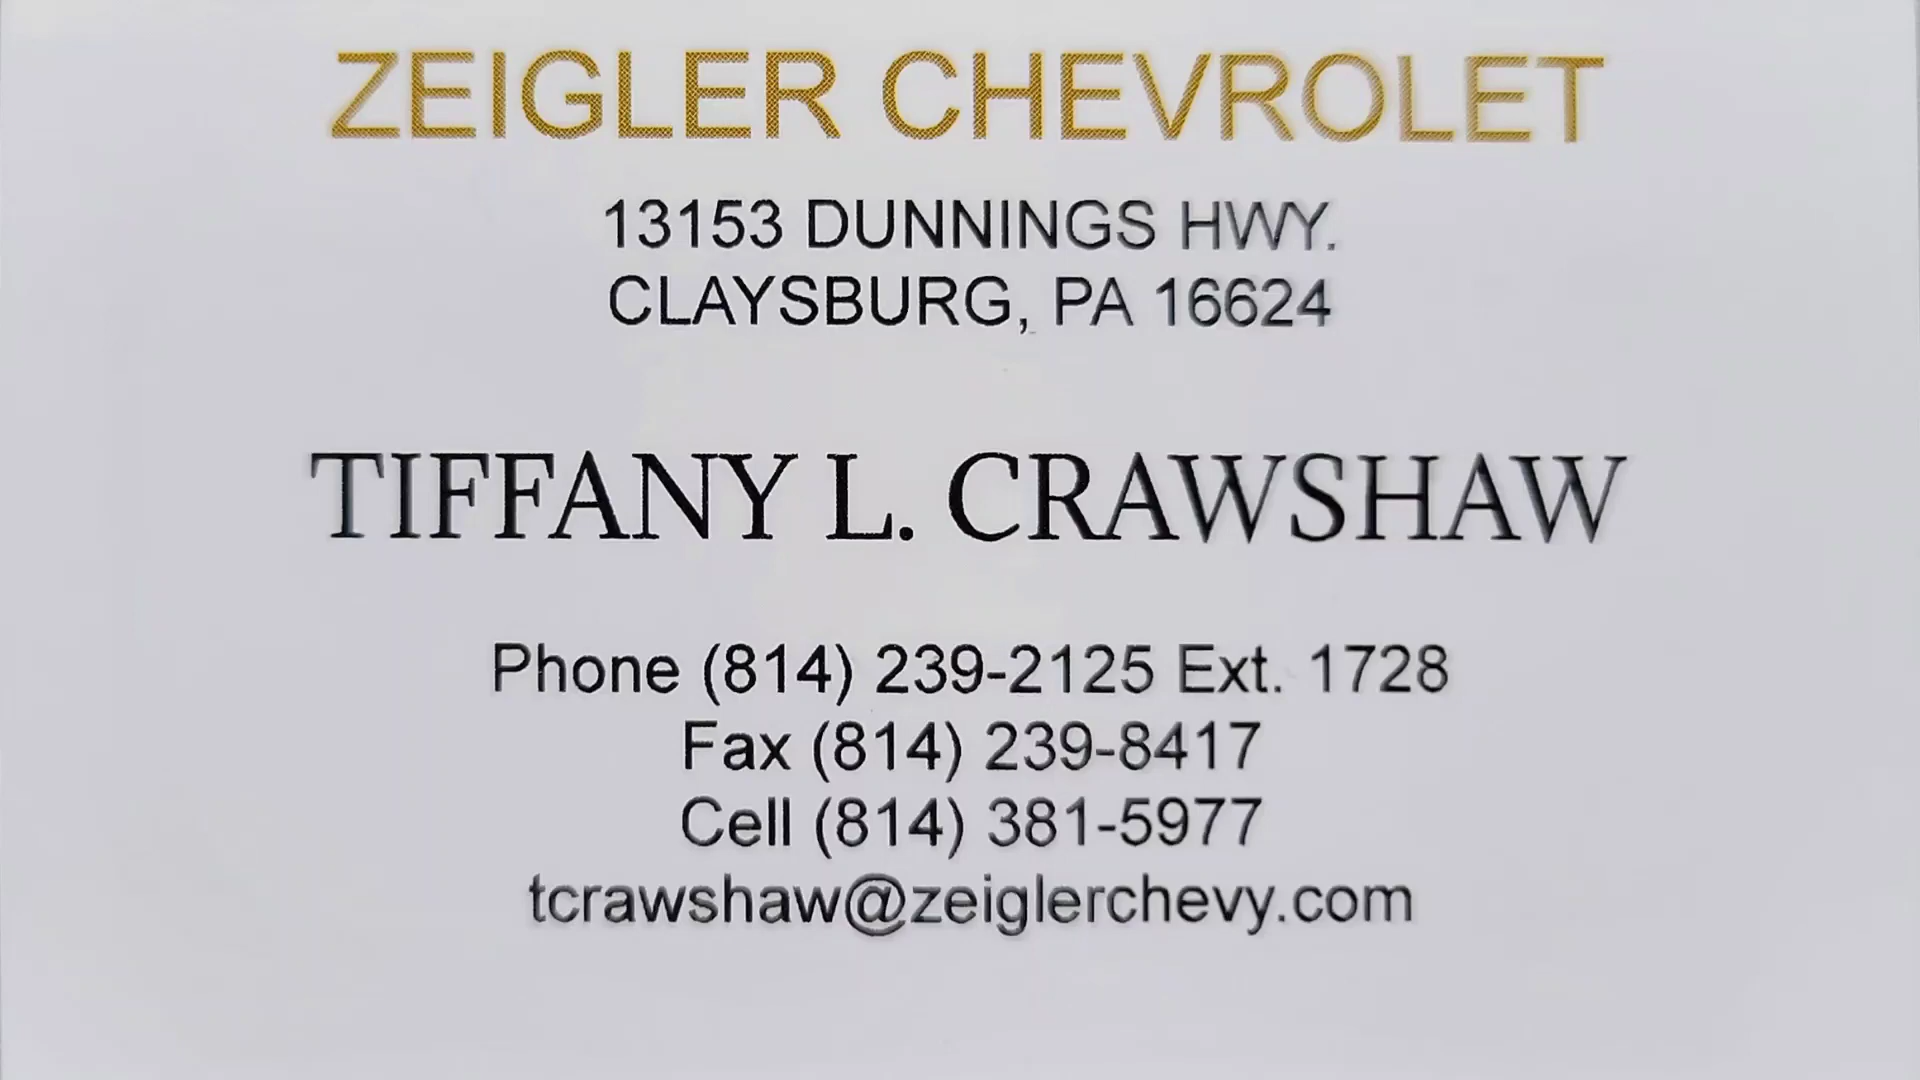 ZEIGLER CHEVROLET
13153 DUNNINGS HWY.
CLAYSBURG, PA 16624
TIFFANY L. CRAWSHAW
Phone (814) 239-2125 Ext. 1728
Fax (814) 239-8417
Cell (814) 381-5977
tcrawshaw@zeiglerchevy.com